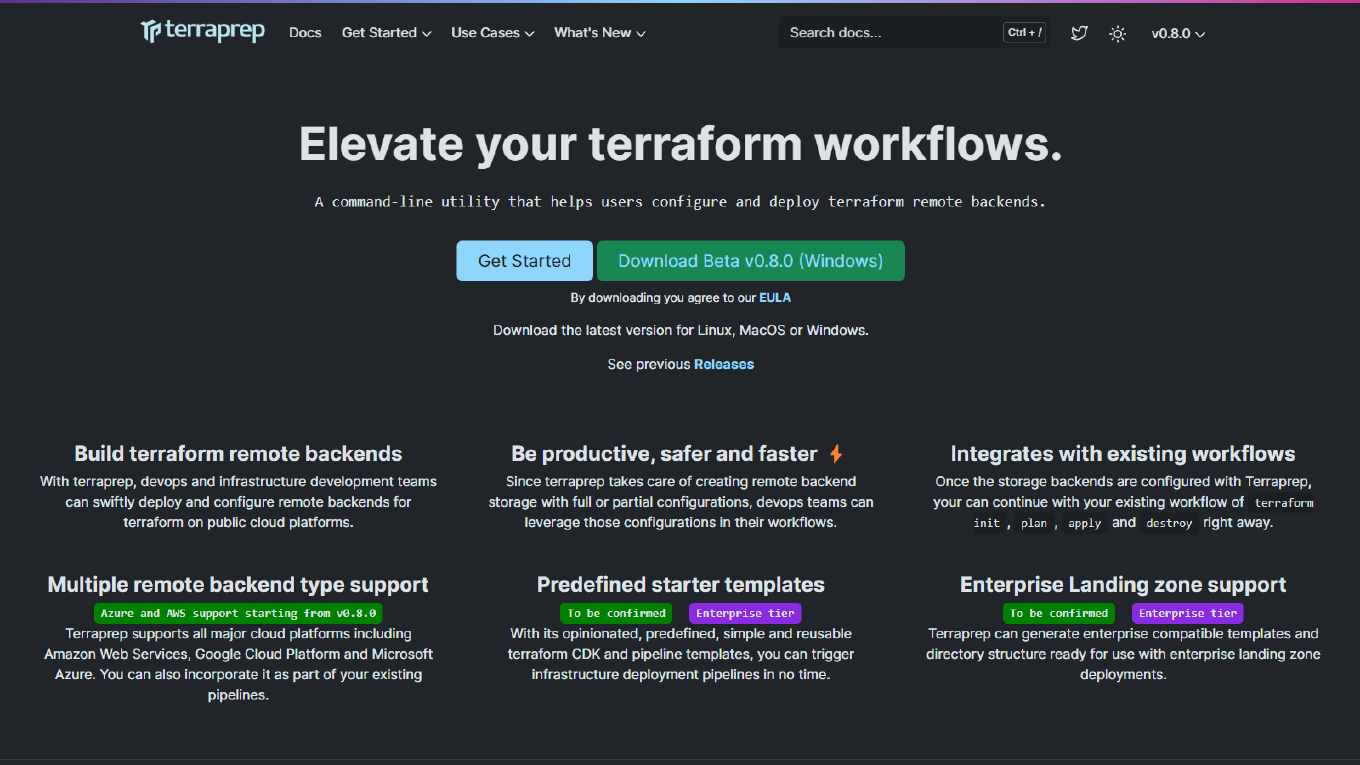 terraprep Docs Get Started Use Cases What's New Search docs... Ctrl + / v0.8.0
Elevate your terraform workflows.
A command-line utility that helps users configure and deploy terraform remote backends.
Get Started Download Beta v0.8.0 (Windows)
By downloading you agree to our EULA
Download the latest version for Linux, MacOS or Windows.
See previous Releases
Build terraform remote backends
With terraprep, devops and infrastructure development teams
can swiftly deploy and configure remote backends for
terraform on public cloud platforms.
Be productive, safer and faster
Since terraprep takes care of creating remote backend
storage with full or partial configurations, devops teams can
leverage those configurations in their workflows.
Integrates with existing workflows
Once the storage backends are configured with Terraprep,
your can continue with your existing workflow of terraform
init , plan , apply and destroy right away.
Multiple remote backend type support
Azure and AWS support starting from v0.8.0
Terraprep supports all major cloud platforms including
Amazon Web Services, Google Cloud Platform and Microsoft
Azure. You can also incorporate it as part of your existing
pipelines.
Predefined starter templates
To be confirmed Enterprise tier
With its opinionated, predefined, simple and reusable
terraform CDK and pipeline templates, you can trigger
infrastructure deployment pipelines in no time.
Enterprise Landing zone support
To be confirmed Enterprise tier
Terraprep can generate enterprise compatible templates and
directory structure ready for use with enterprise landing zone
deployments.